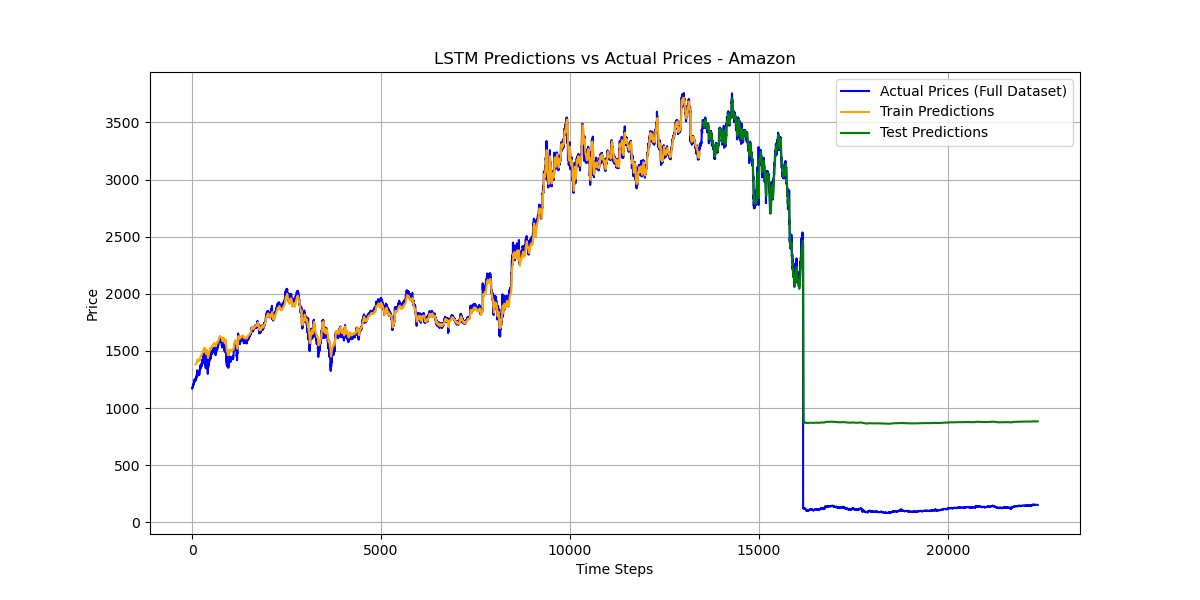 LSTM Predictions vs Actual Prices - Amazon
Actual Prices (Full Dataset)
Train Predictions
Test Predictions
Price
3500
3000
2500
2000
1500
1000
500
0
0 5000 10000 15000 20000
Time Steps